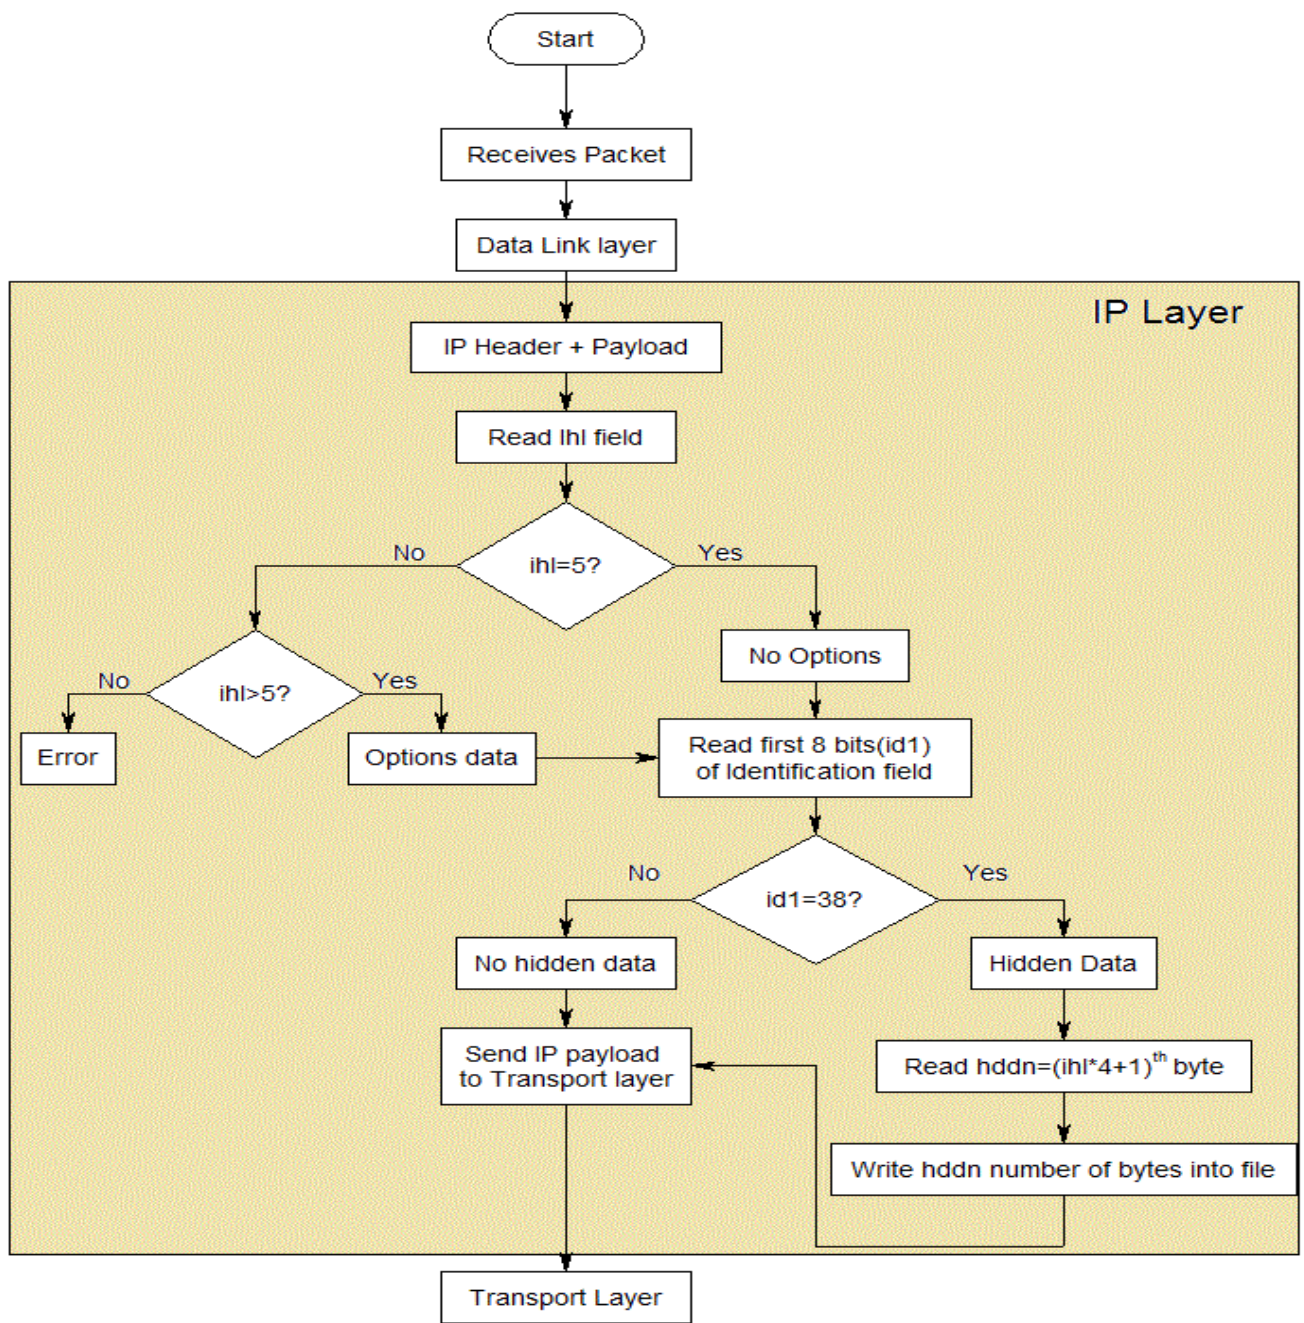 Start
Receives Packet
Data Link layer
IP Layer
IP Header + Payload
Read Ihl field
ihl=5?
No
Yes
No Options
ihl>5?
No
Yes
Error
Options data
Read first 8 bits(id1)
of Identification field
id1=38?
No
Yes
No hidden data
Hidden Data
Send IP payload
to Transport layer
Read hddn=(ihl*4+1)th byte
Write hddn number of bytes into file
Transport Layer